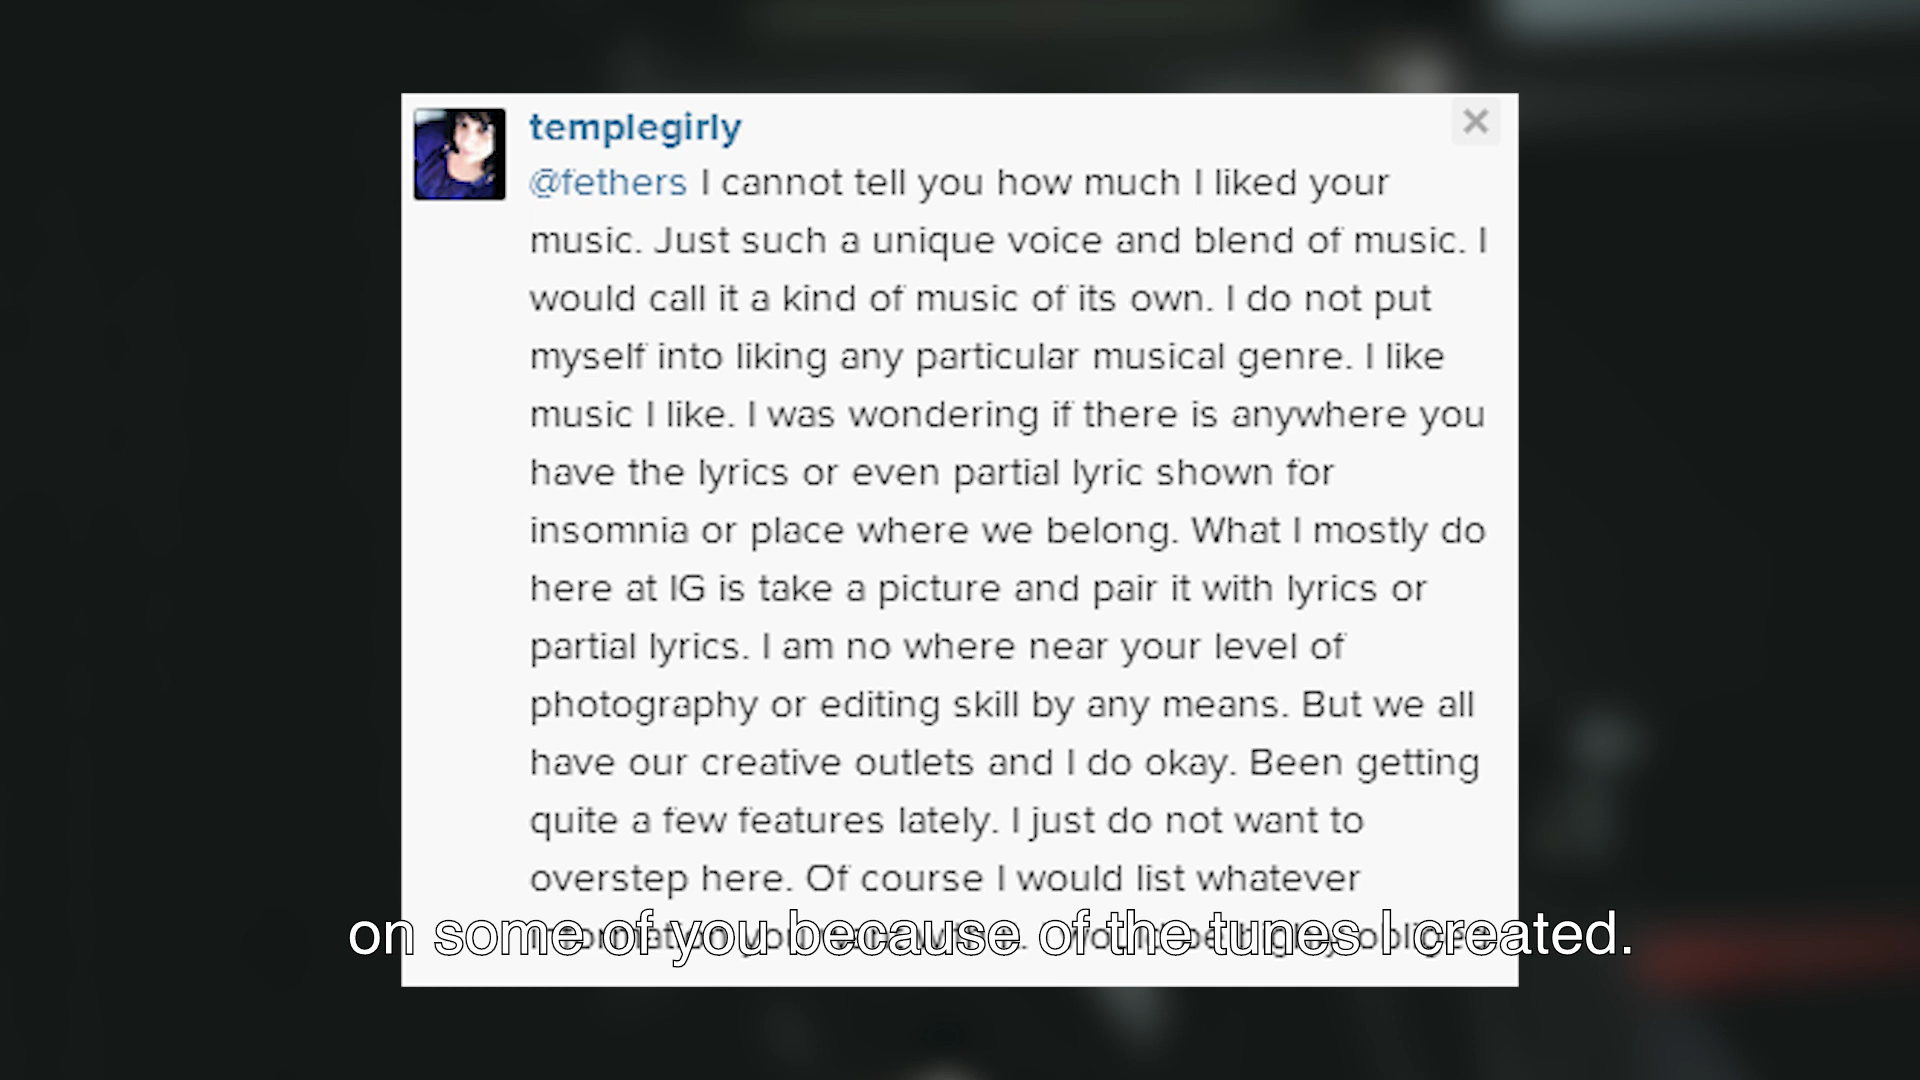 templegirly
@fethers I cannot tell you how much I liked your
music. Just such a unique voice and blend of music. I
would call it a kind of music of its own. I do not put
myself into liking any particular musical genre. I like
music I like. I was wondering if there is anywhere you
have the lyrics or even partial lyric shown for
insomnia or place where we belong. What I mostly do
here at IG is take a picture and pair it with lyrics or
partial lyrics. I am no where near your level of
photography or editing skill by any means. But we all
have our creative outlets and I do okay. Been getting
quite a few features lately. I just do not want to
overstep here. Of course I would list whatever
on some of you because of the tunes I created.